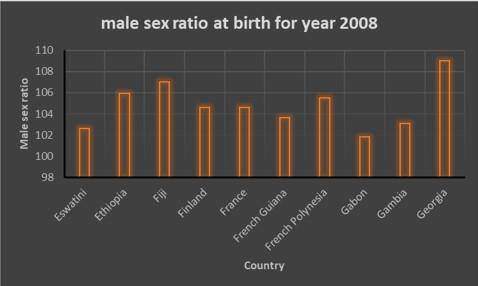 male sex ratio at birth for year 2008
Male sex ratio
110
108
106
104
102
100
98
Eswatini
Ethiopia
Fiji
Finland
France
French Guiana
French Polynesia
Gabon
Gambia
Georgia
Country